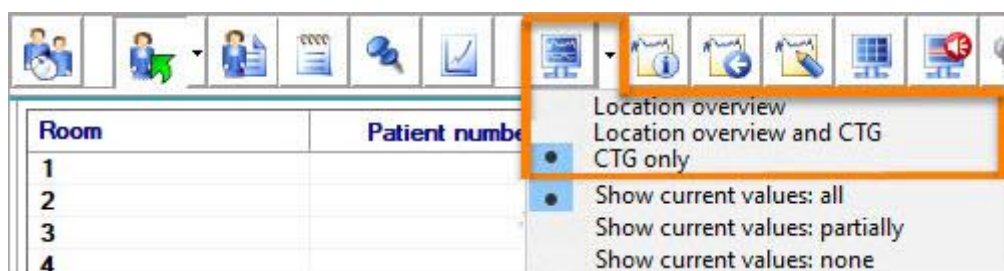 Location overview
Room Patient numbe Location overview and CTG
1 CTG only
2 Show current values: all
3 Show current values: partially
4 Show current values: none